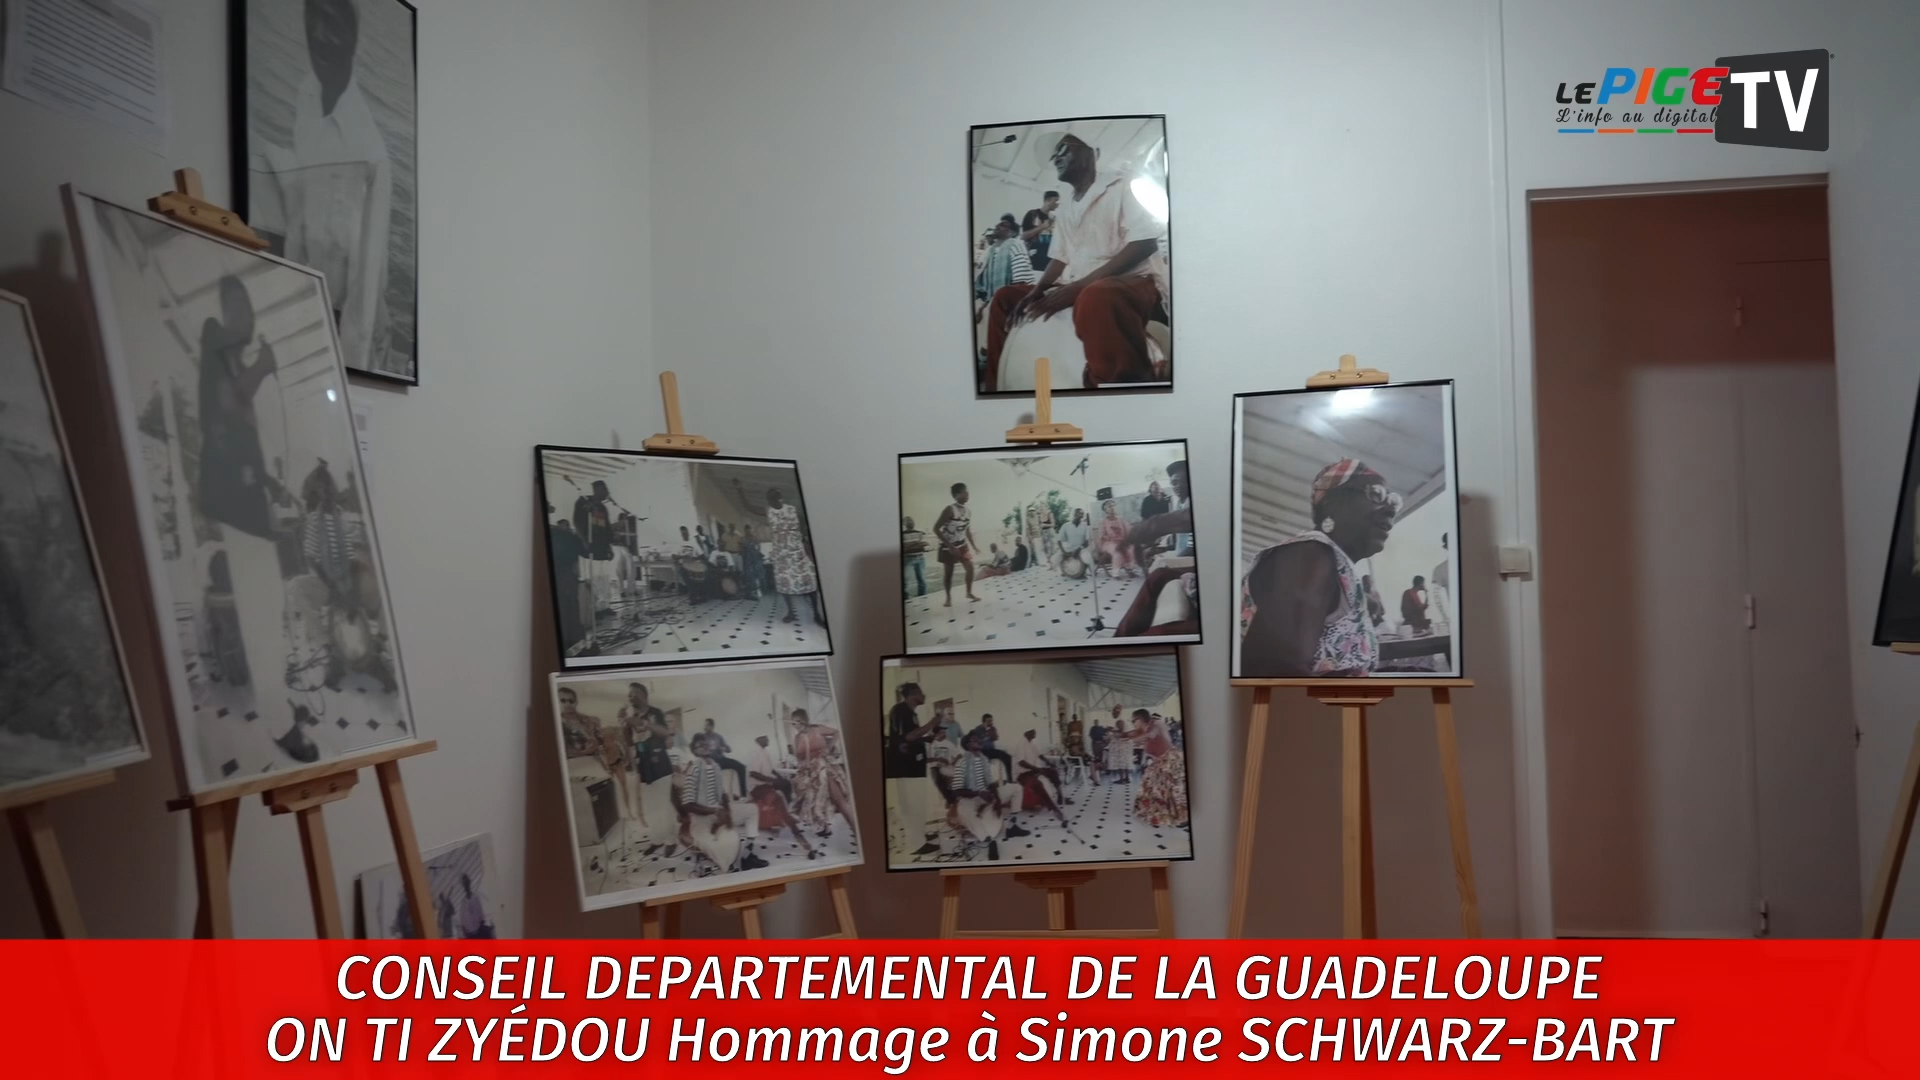 LE PIGE TV
L'info au digital
CONSEIL DEPARTEMENTAL DE LA GUADELOUPE
ON TI ZYÉDOU Hommage à Simone SCHWARZ-BART